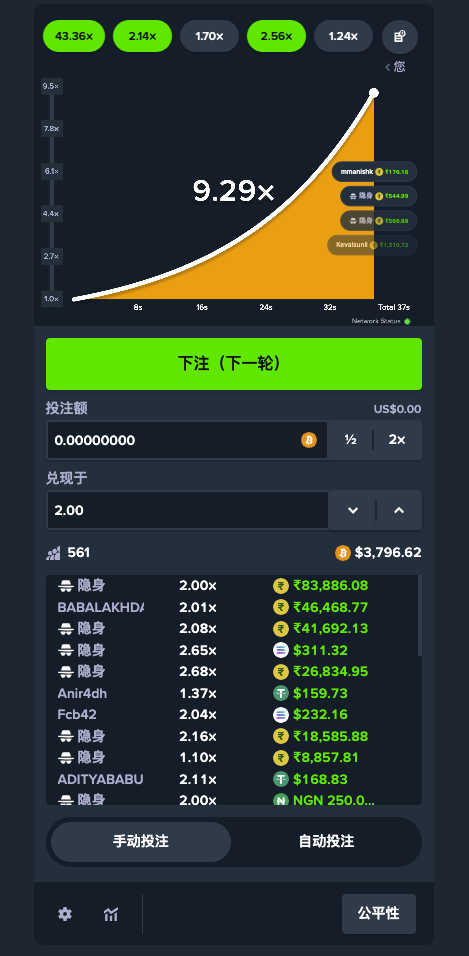 43.36× 2.14× 1.70× 2.56× 1.24×
您
9.5×
7.8×
6.1×
4.4×
2.7×
1.0×
9.29×
mmanishk ₹ ₹176.16
隐身 ₹ ₹544.99
隐身 ₹ ₹566.88
Kevalsunil ₹ ₹1,310.72
8s 16s 24s 32s Total 37s
Network Status
下注（下一轮）
投注额 US$0.00
0.00000000 ½ 2×
兑现于
2.00
561 $3,796.62
隐身 2.00× ₹ ₹83,886.08
BABALAKHDA 2.01× ₹ ₹46,468.77
隐身 2.08× ₹ ₹41,692.13
隐身 2.65× $311.32
隐身 2.68× ₹ ₹26,834.95
Anir4dh 1.37× $159.73
Fcb42 2.04× $232.16
隐身 2.16× ₹ ₹18,585.88
隐身 1.10× ₹ ₹8,857.81
ADITYABABU 2.11× $168.83
隐身 2.00× N NGN 250.0...
手动投注 自动投注
公平性